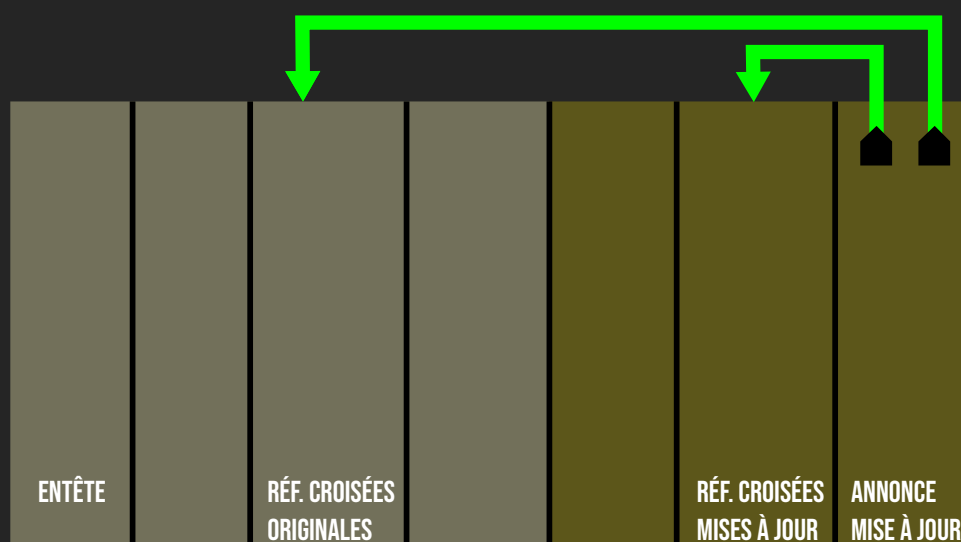 ENTÊTE
RÉF. CROISÉES
ORIGINALES
RÉF. CROISÉES
MISES À JOUR
ANNONCE
MISE À JOUR